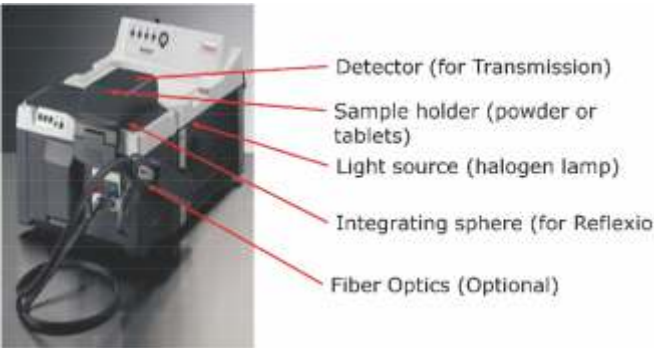 Detector (for Transmission)
Sample holder (powder or
tablets)
Light source (halogen lamp)
Integrating sphere (for Reflexio
Fiber Optics (Optional)